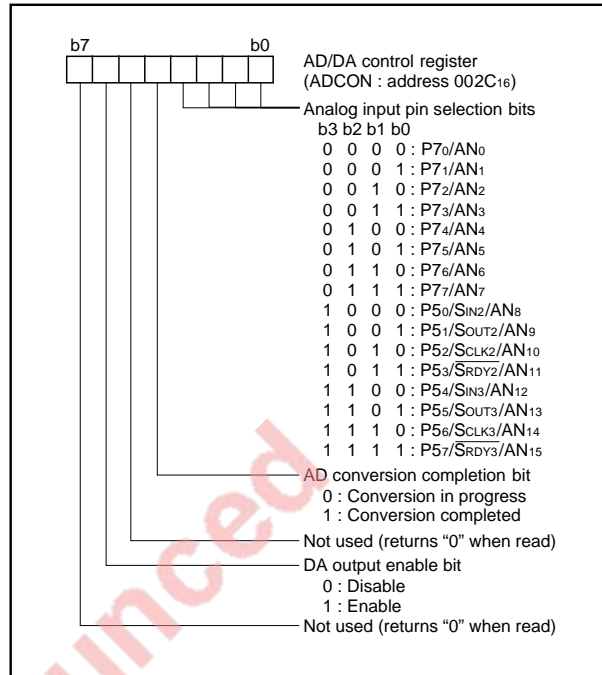 b7 b0
AD/DA control register
(ADCON : address 002C16)
Analog input pin selection bits
b3 b2 b1 b0
0 0 0 0 : P70/AN0
0 0 0 1 : P71/AN1
0 0 1 0 : P72/AN2
0 0 1 1 : P73/AN3
0 1 0 0 : P74/AN4
0 1 0 1 : P75/AN5
0 1 1 0 : P76/AN6
0 1 1 1 : P77/AN7
1 0 0 0 : P50/SIN2/AN8
1 0 0 1 : P51/SOUT2/AN9
1 0 1 0 : P52/SCLK2/AN10
1 0 1 1 : P53/SRDY2/AN11
1 1 0 0 : P54/SIN3/AN12
1 1 0 1 : P55/SOUT3/AN13
1 1 1 0 : P56/SCLK3/AN14
1 1 1 1 : P57/SRDY3/AN15
AD conversion completion bit
0 : Conversion in progress
1 : Conversion completed
Not used (returns “0” when read)
DA output enable bit
0 : Disable
1 : Enable
Not used (returns “0” when read)
unced